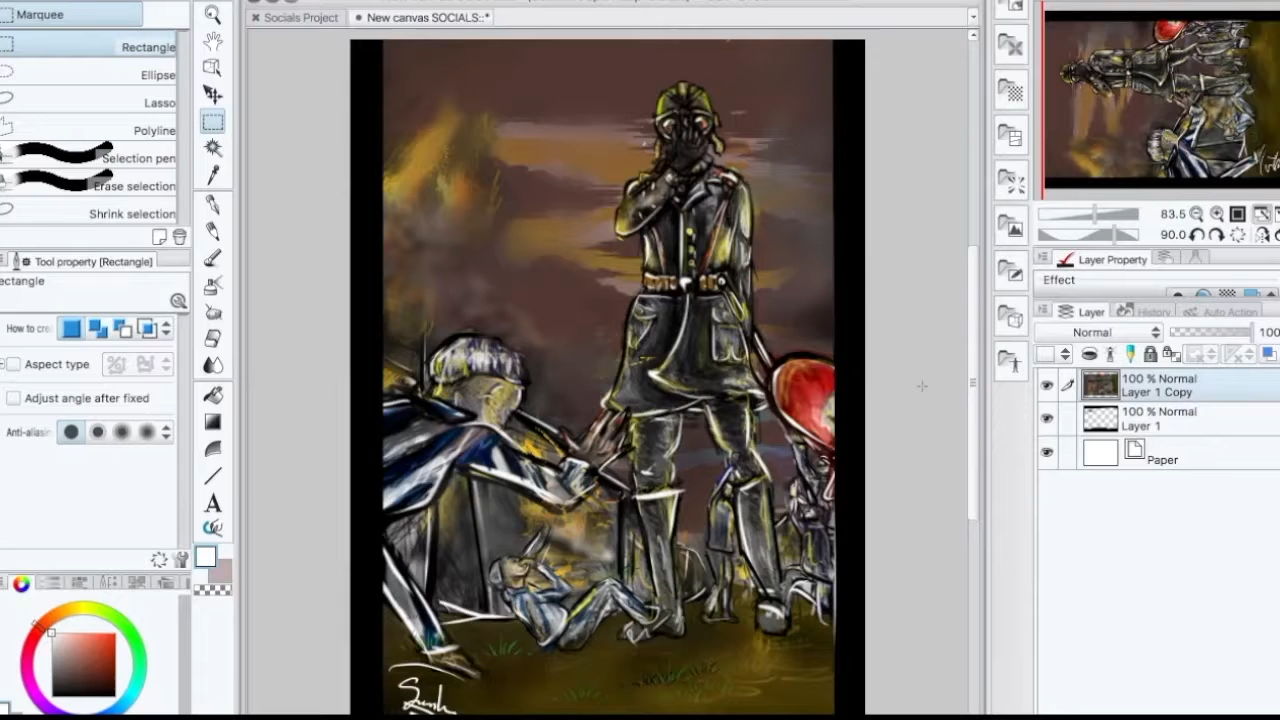 Marquee
Socials Project
New canvas SOCIALS::*
Rectangle
Ellipse
Lasso
Polyline
Selection pen
Erase selection
Shrink selection
Tool property [Rectangle]
ectangle
How to cre
Aspect type
Adjust angle after fixed
Anti-aliasin
A
83.5
90.0
Layer Property
Effect
Layer
History
Auto Action
Normal
100
100 % Normal
Layer 1 Copy
100 % Normal
Layer 1
Paper